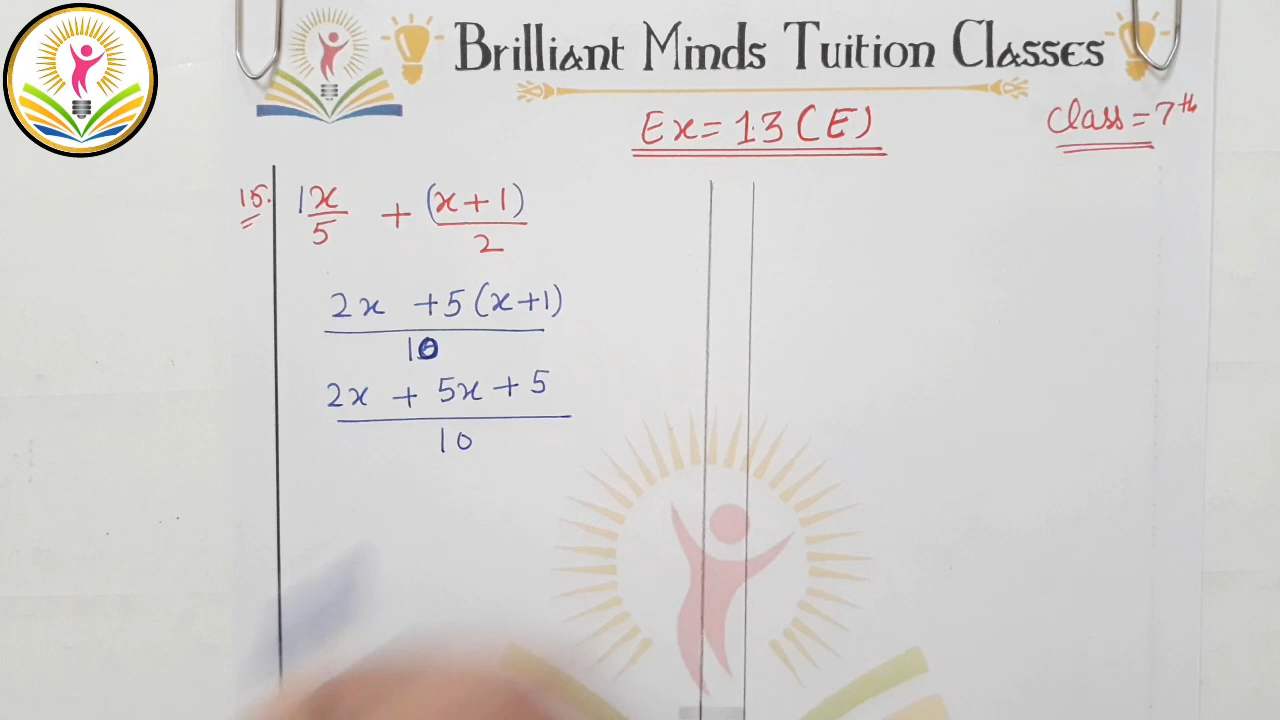 Brilliant Minds Tuition Classes
Ex = 13 (E)
Class = 7th
15.
1x/5 + (x+1)/2
2x + 5(x+1)
10
2x + 5x + 5
10